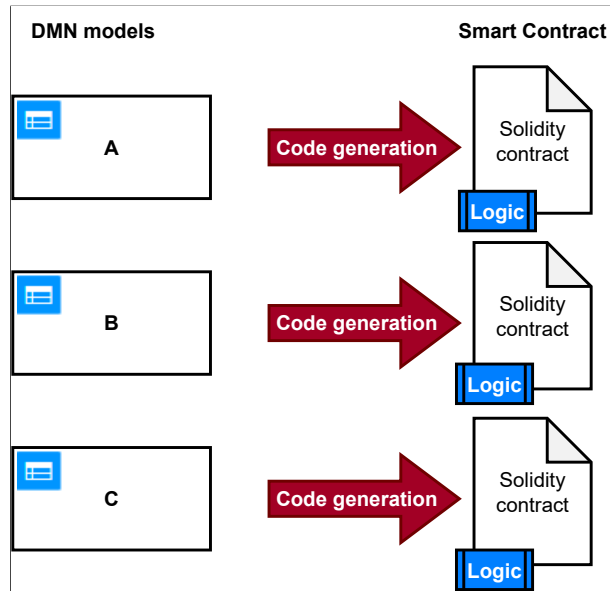 DMN models
Smart Contract
A
Code generation
Solidity
contract
Logic
B
Code generation
Solidity
contract
Logic
C
Code generation
Solidity
contract
Logic